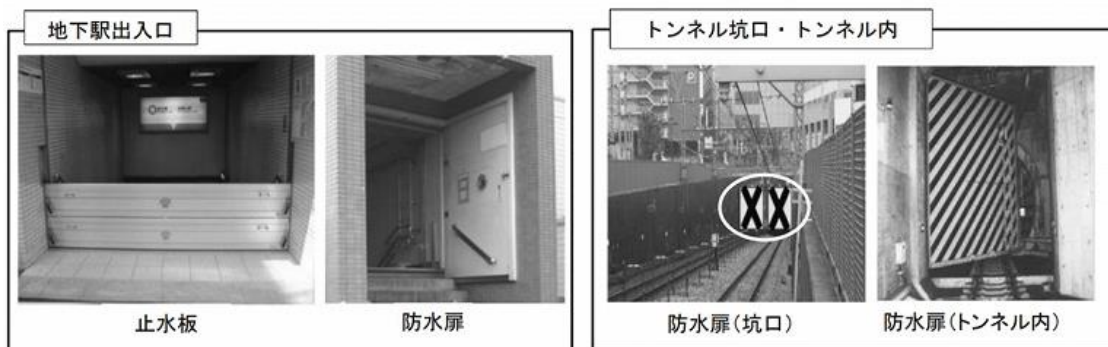 地下駅出入口
トンネル坑口・トンネル内
止水板
防水扉
防水扉(坑口)
防水扉(トンネル内)